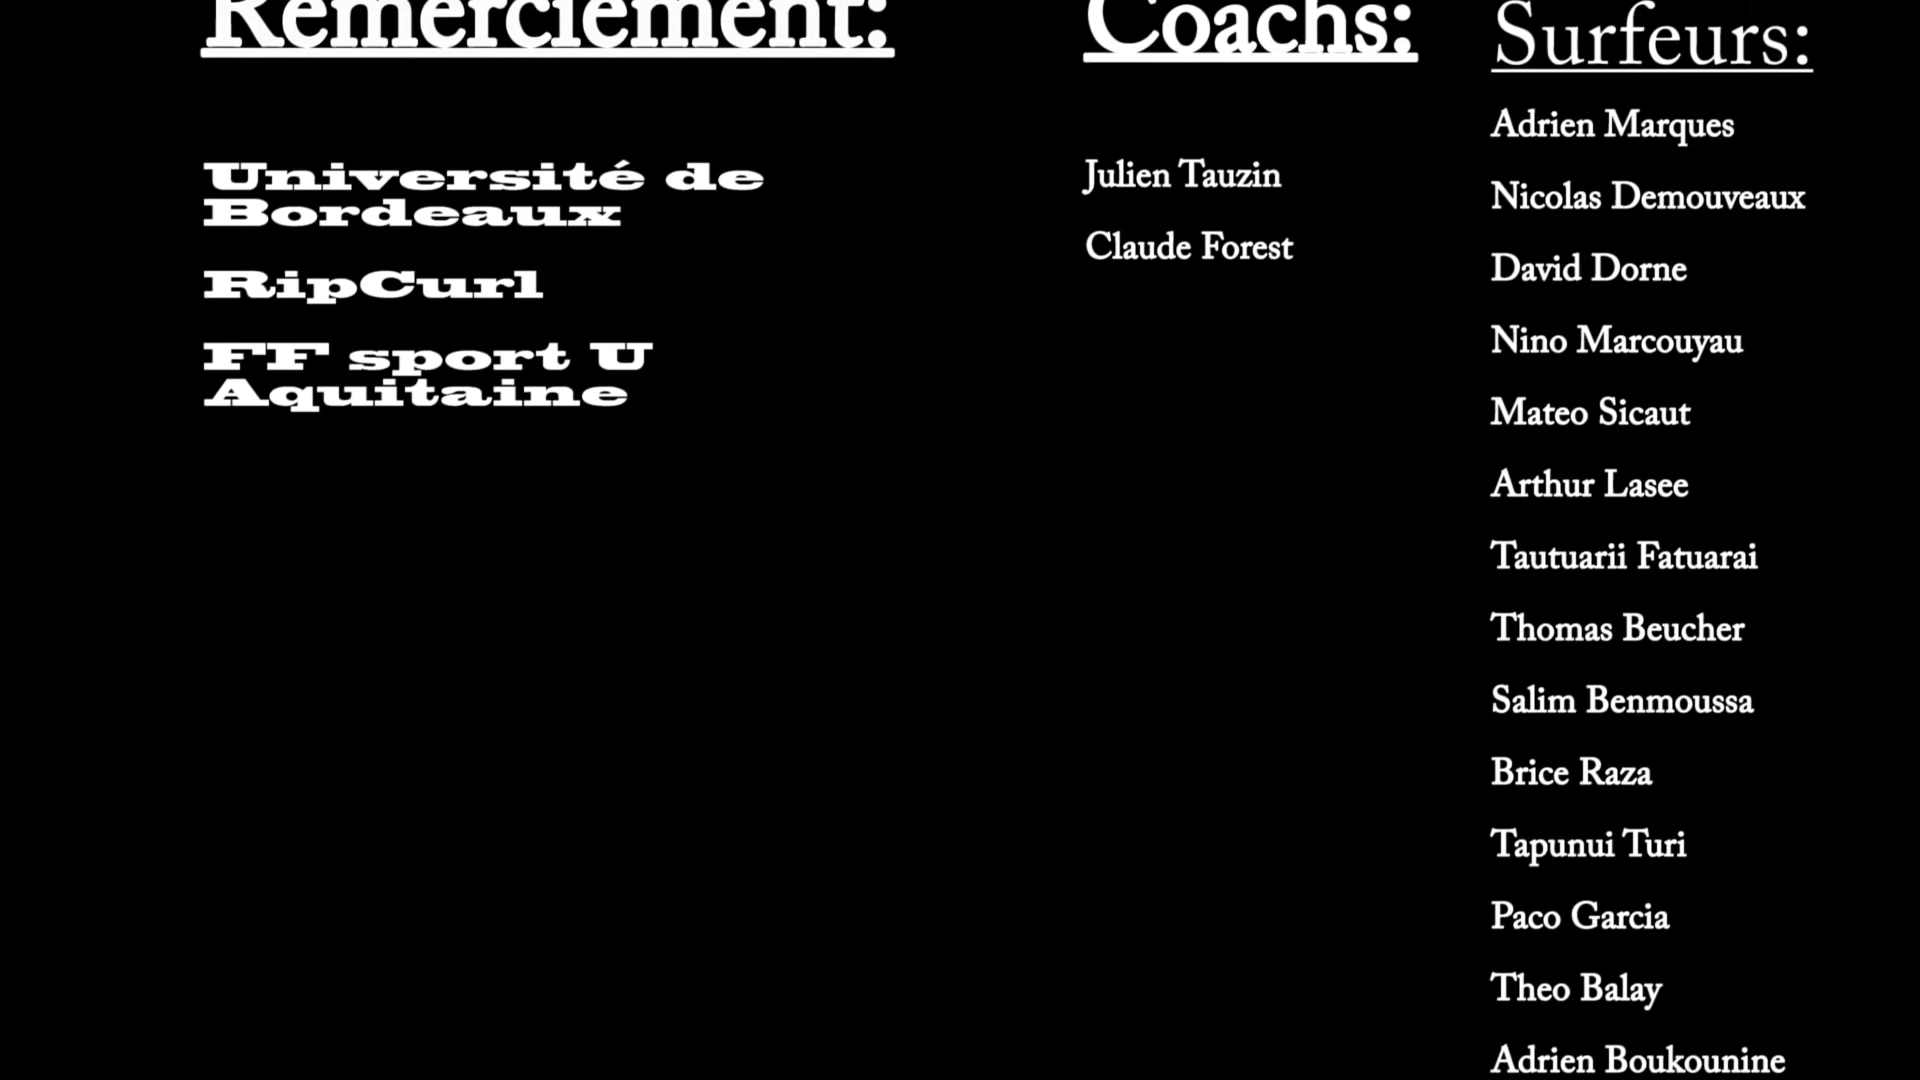 Remerciement:
Université de
Bordeaux
RipCurl
FF sport U
Aquitaine
Coachs:
Julien Tauzin
Claude Forest
Surfeurs:
Adrien Marques
Nicolas Demouveaux
David Dorne
Nino Marcouyau
Mateo Sicaut
Arthur Lasee
Tautuarii Fatuarai
Thomas Beucher
Salim Benmoussa
Brice Raza
Tapunui Turi
Paco Garcia
Theo Balay
Adrien Boukounine